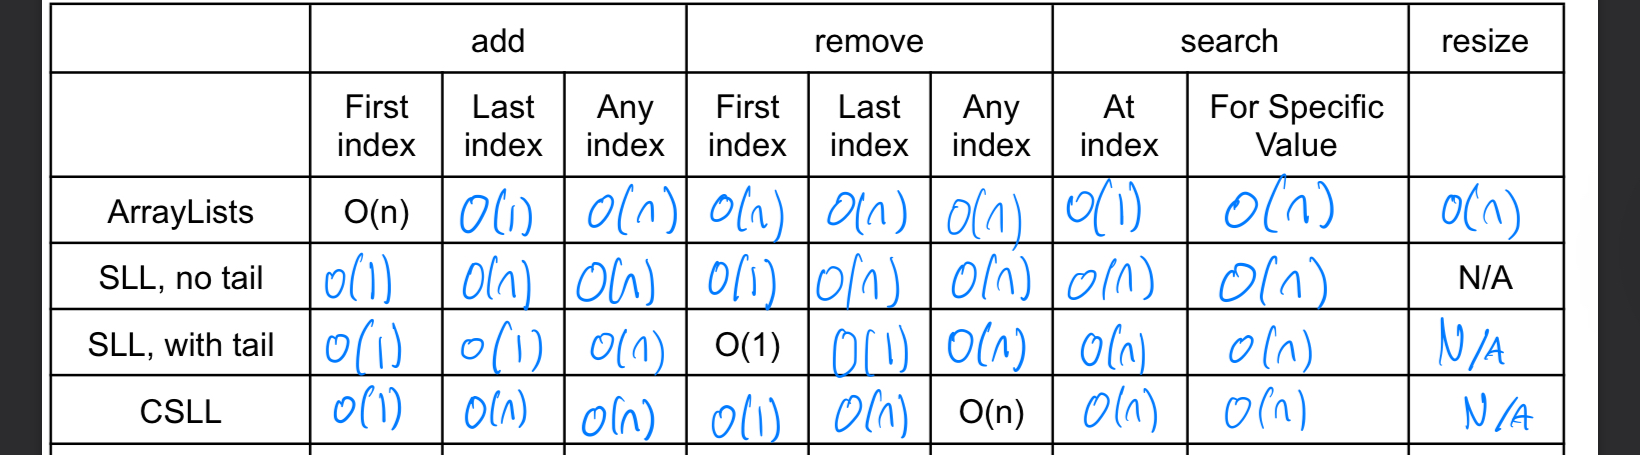 add remove search resize
First index Last index Any index First index Last index Any index At index For Specific Value
ArrayLists O(n) O(1) O(n) O(n) O(n) O(n) O(1) O(n) O(n)
SLL, no tail O(1) O(n) O(n) O(1) O(n) O(n) O(n) O(n) N/A
SLL, with tail O(1) O(1) O(n) O(1) O(1) O(n) O(n) O(n) N/A
CSLL O(1) O(n) O(n) O(1) O(n) O(n) O(n) O(n) N/A